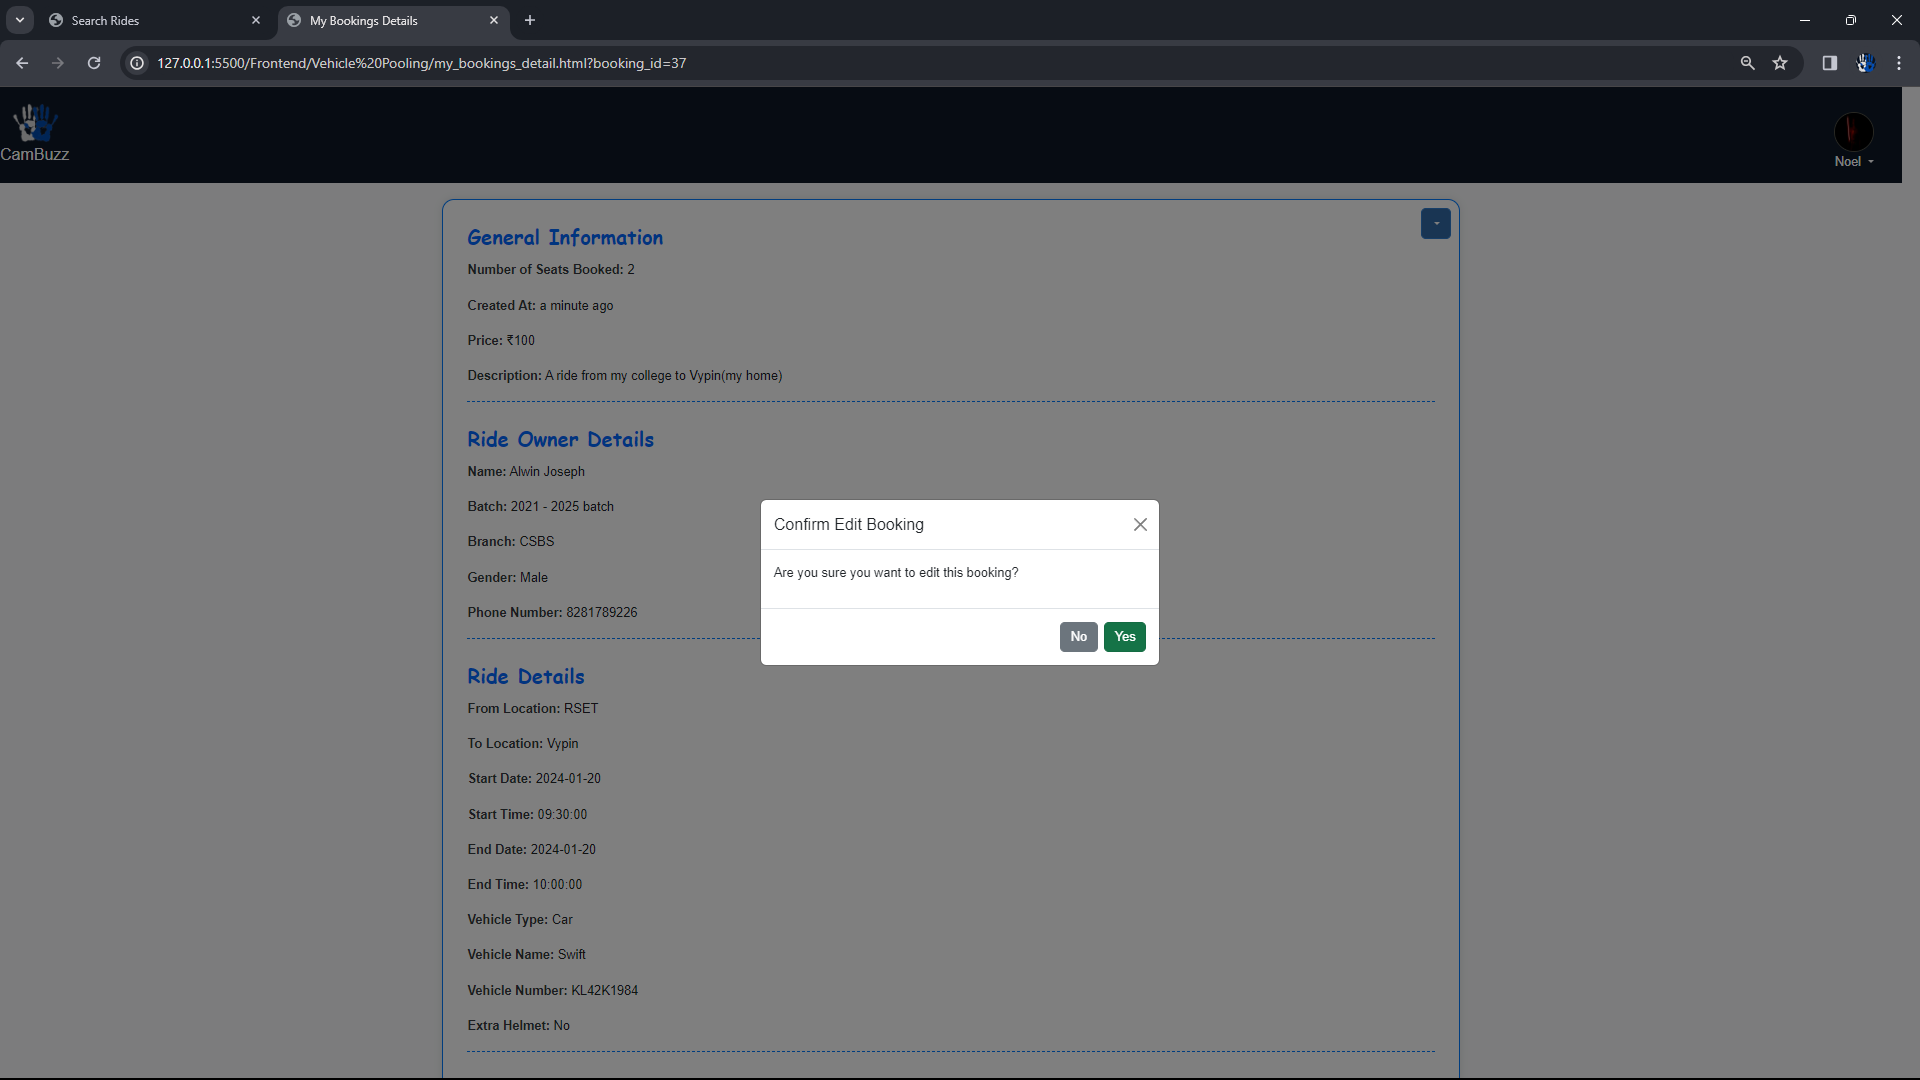 Search Rides
My Bookings Details
127.0.0.1:5500/Frontend/Vehicle%20Pooling/my_bookings_detail.html?booking_id=37
CamBuzz
Noel
General Information
Number of Seats Booked: 2
Created At: a minute ago
Price: ₹100
Description: A ride from my college to Vypin(my home)
Ride Owner Details
Name: Alwin Joseph
Batch: 2021 - 2025 batch
Branch: CSBS
Gender: Male
Phone Number: 8281789226
Confirm Edit Booking
Are you sure you want to edit this booking?
No Yes
Ride Details
From Location: RSET
To Location: Vypin
Start Date: 2024-01-20
Start Time: 09:30:00
End Date: 2024-01-20
End Time: 10:00:00
Vehicle Type: Car
Vehicle Name: Swift
Vehicle Number: KL42K1984
Extra Helmet: No